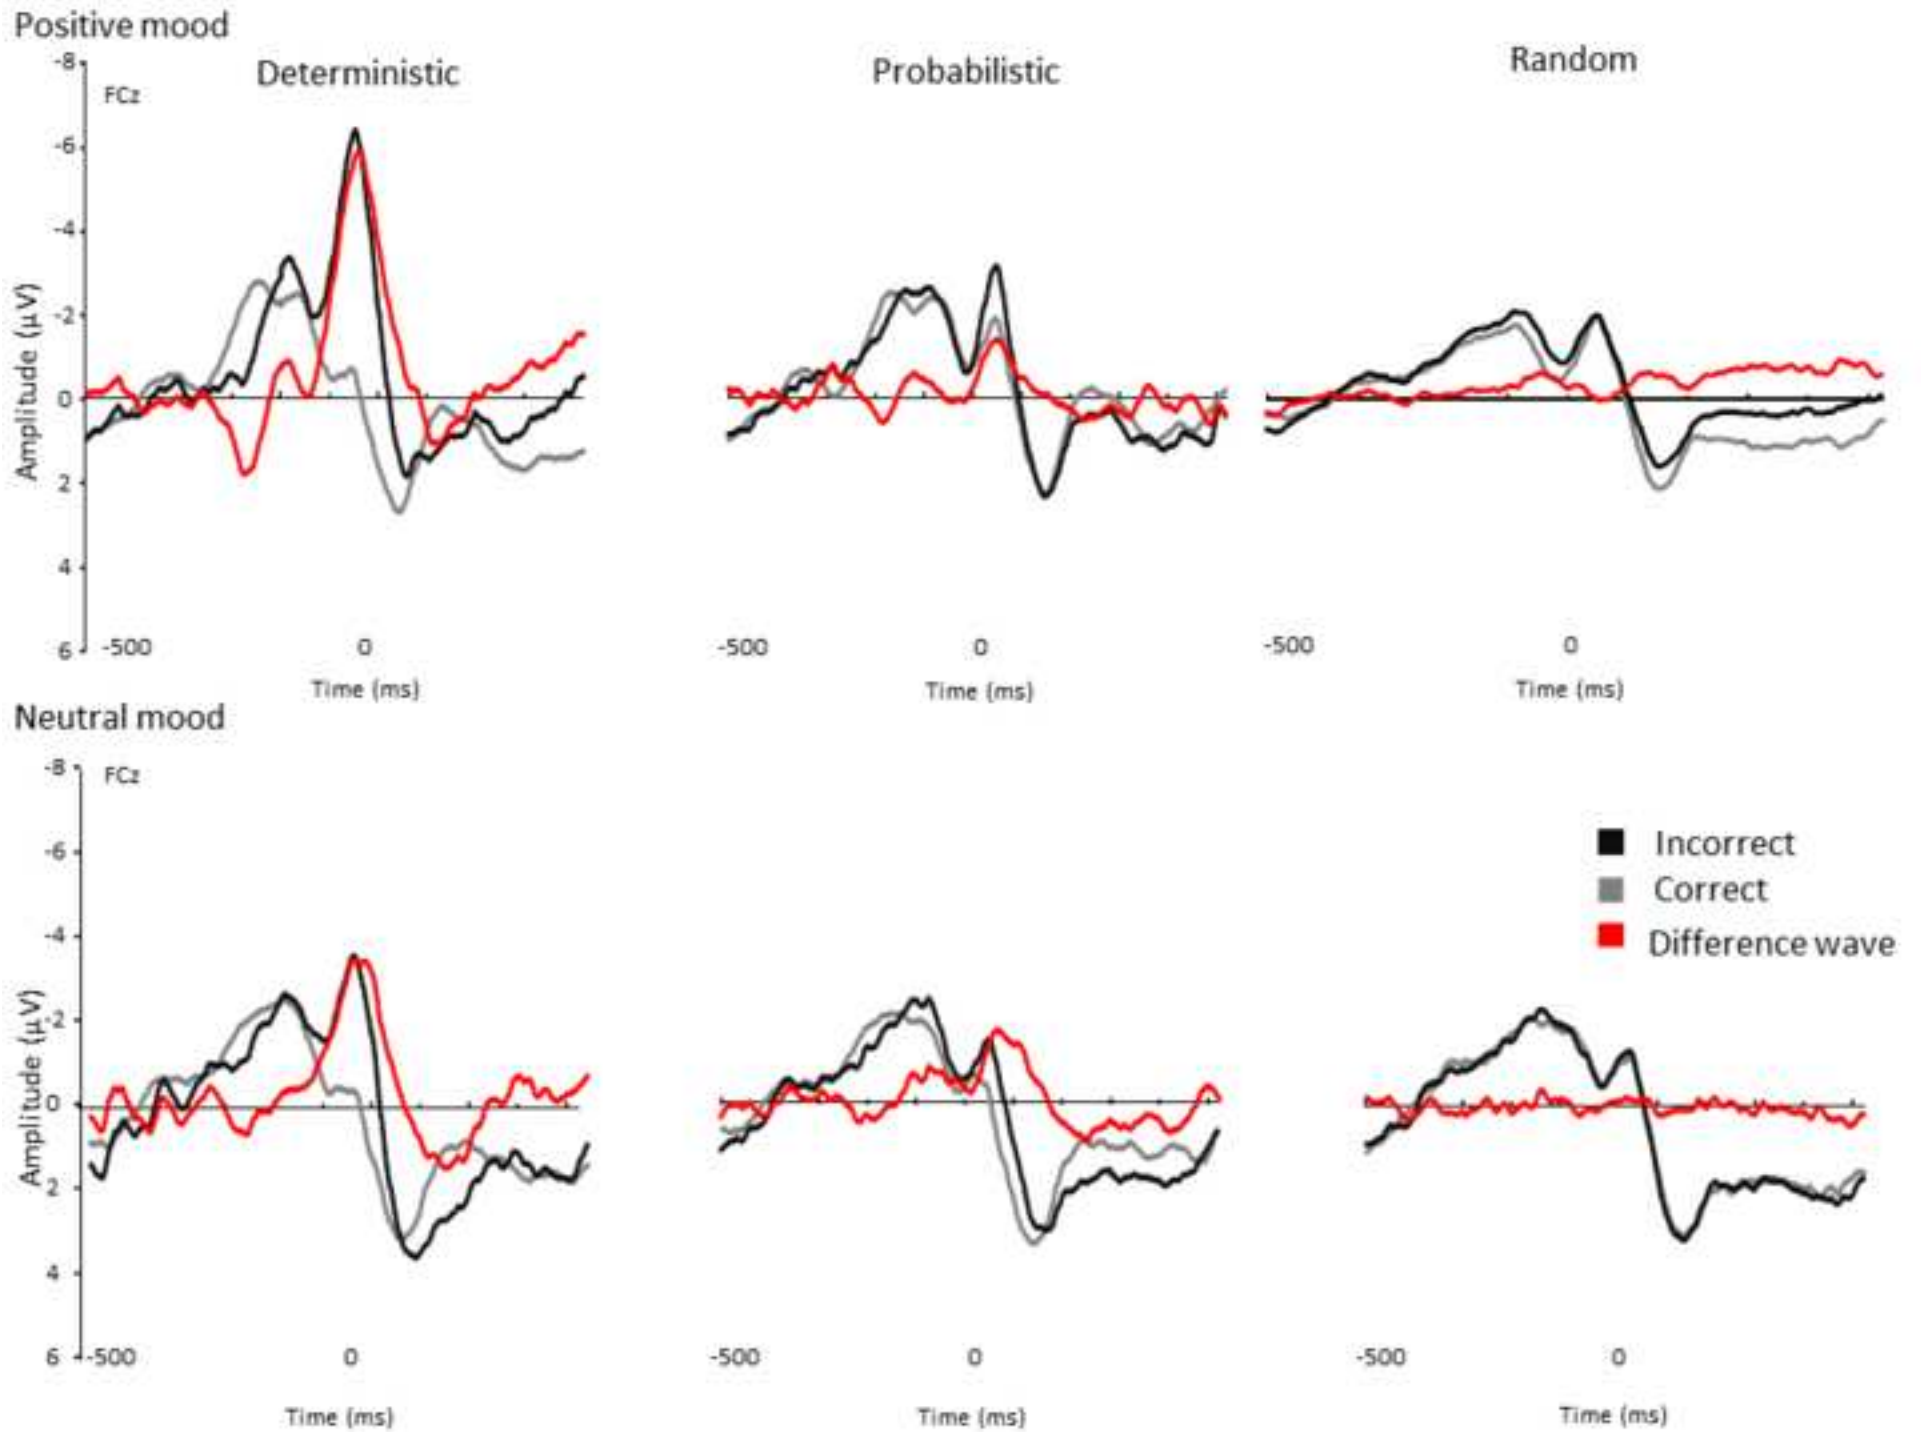 Positive mood
Deterministic
Probabilistic
Random
FCz
-8
-6
-4
-2
0
2
4
6
Amplitude (µV)
-500 0
-500 0
-500 0
Time (ms)
Time (ms)
Time (ms)
Neutral mood
FCz
-8
-6
-4
-2
0
2
4
6
Amplitude (µV)
Incorrect
Correct
Difference wave
-500 0
-500 0
-500 0
Time (ms)
Time (ms)
Time (ms)